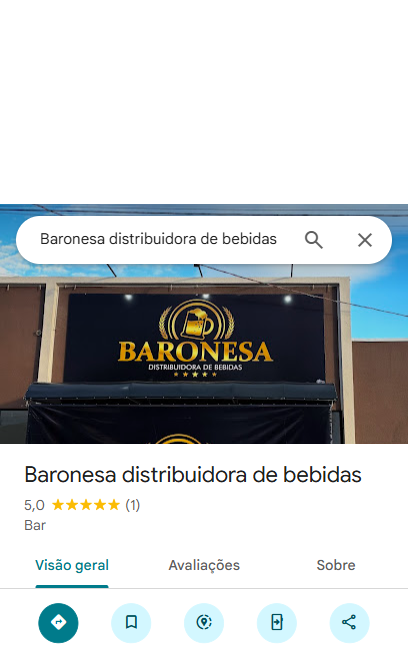 Baronesa distribuidora de bebidas
BARONESA
DISTRIBUIDORA DE BEBIDAS
Baronesa distribuidora de bebidas
5,0 ★★★★★ (1)
Bar
Visão geral
Avaliações
Sobre